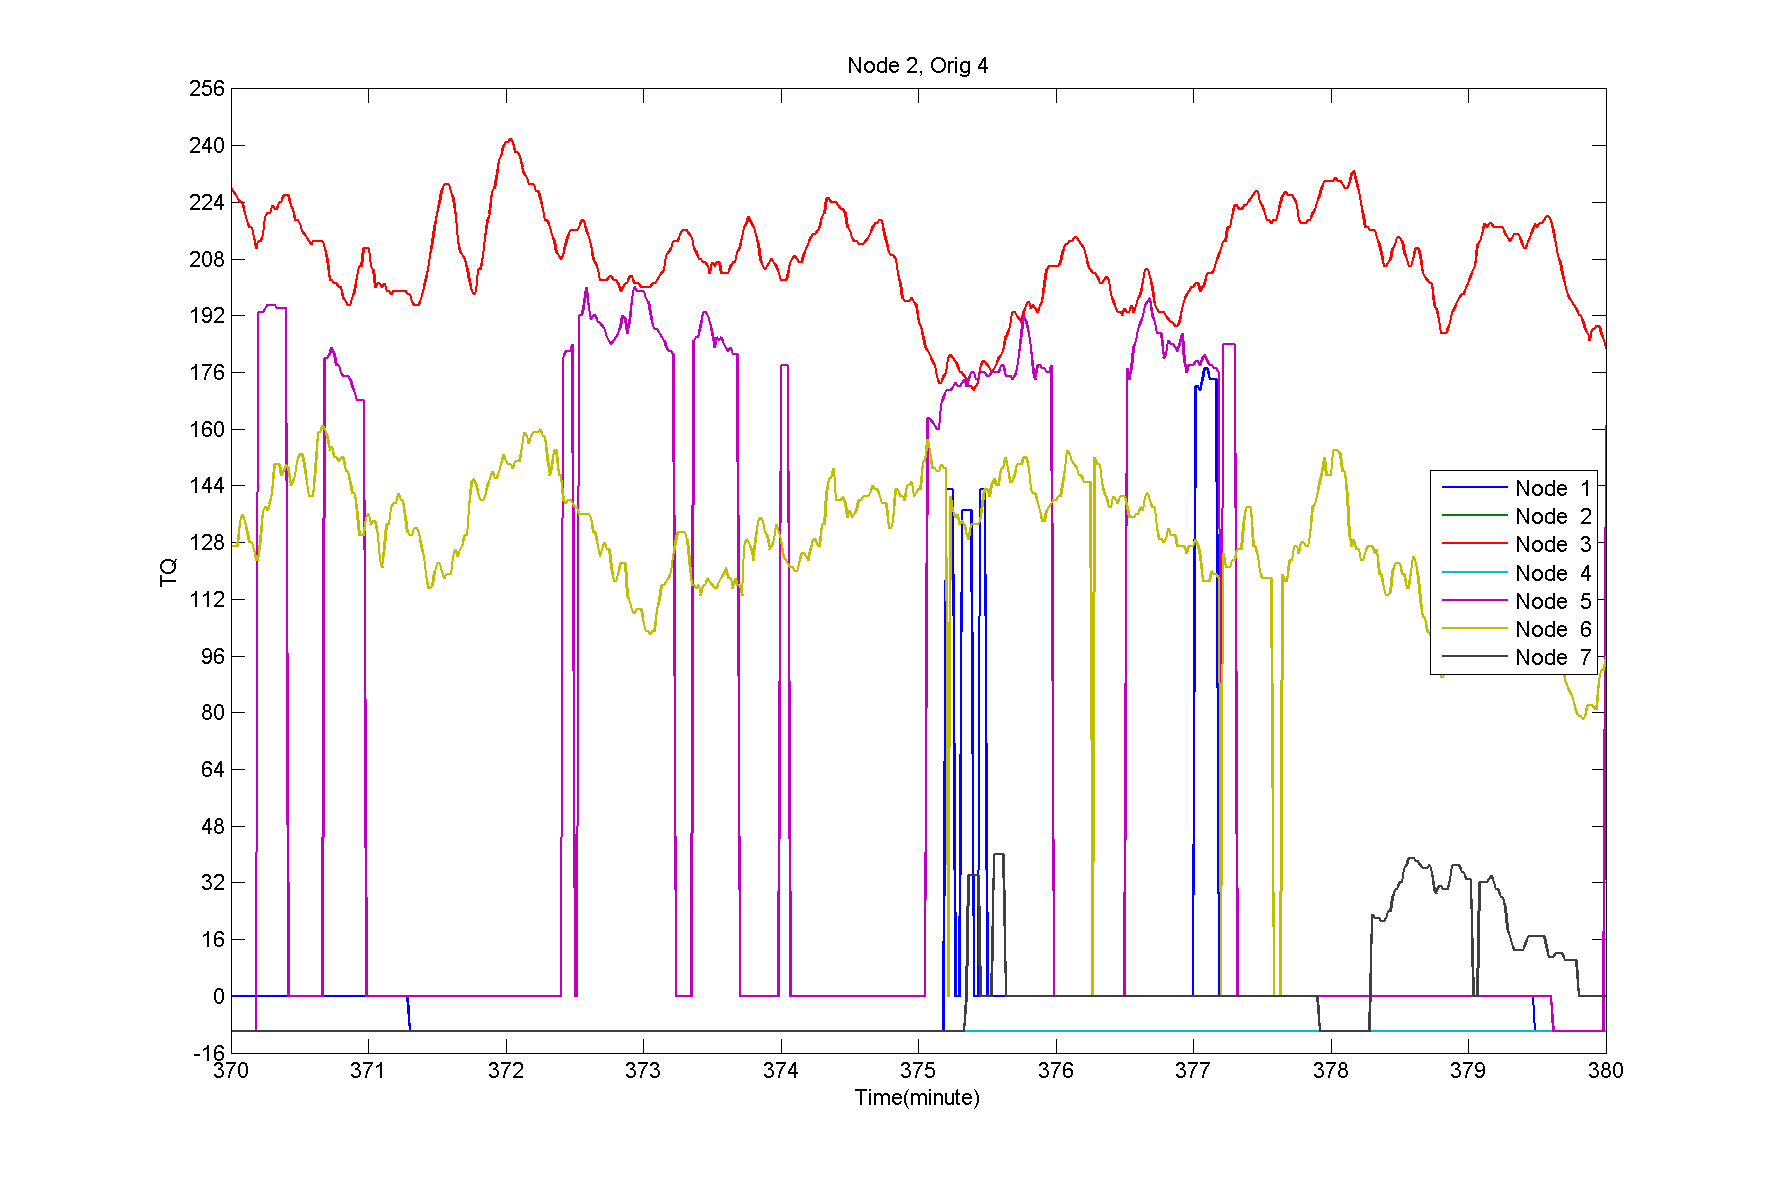 Node 2, Orig 4
256
240
224
208
192
176
160
144
128
112
96
80
64
48
32
16
0
-16
TQ
Node 1
Node 2
Node 3
Node 4
Node 5
Node 6
Node 7
370 371 372 373 374 375 376 377 378 379 380
Time(minute)